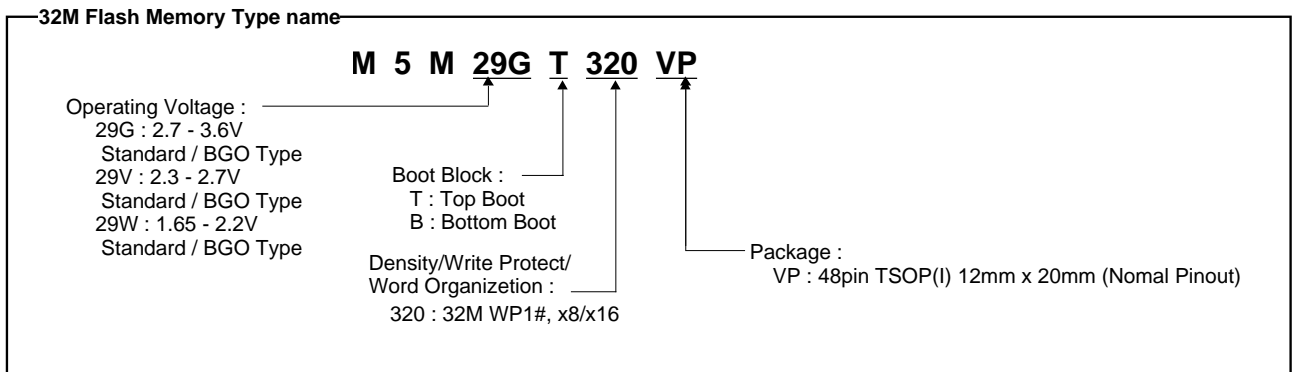 32M Flash Memory Type name
M 5 M 29G T 320 VP
Operating Voltage :
29G : 2.7 - 3.6V
Standard / BGO Type
29V : 2.3 - 2.7V
Standard / BGO Type
29W : 1.65 - 2.2V
Standard / BGO Type
Boot Block :
T : Top Boot
B : Bottom Boot
Density/Write Protect/
Word Organizetion :
320 : 32M WP1#, x8/x16
Package :
VP : 48pin TSOP(I) 12mm x 20mm (Nomal Pinout)